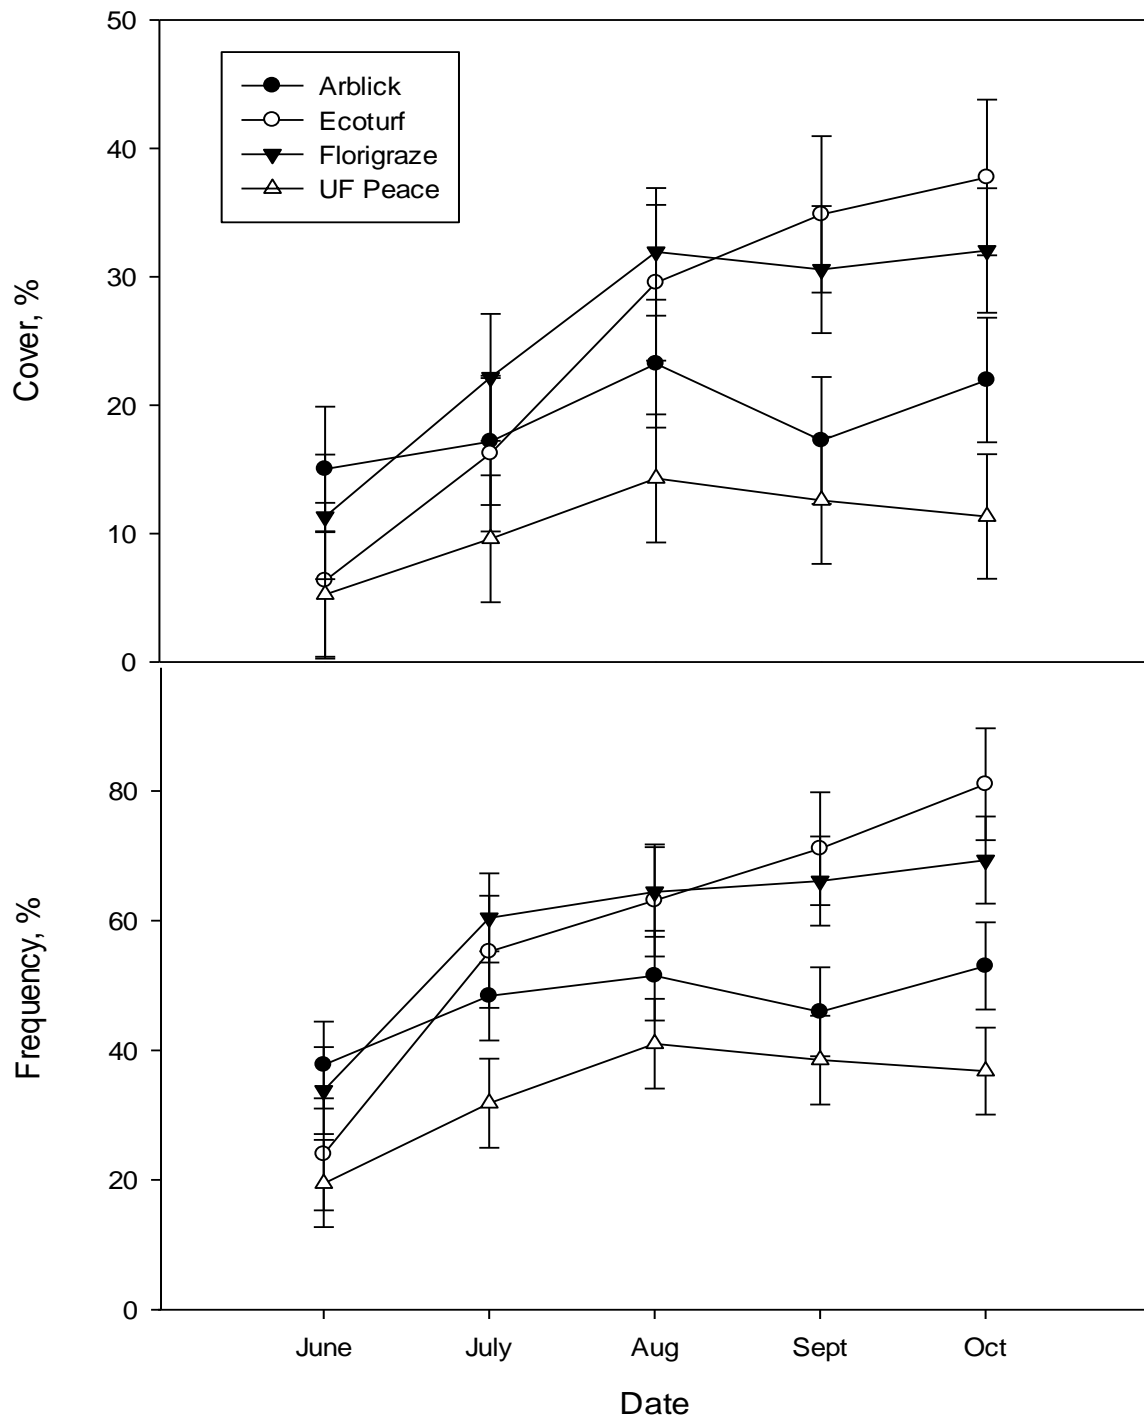 50
40
30
20
10
0
Cover, %
Arblick
Ecoturf
Florigraze
UF Peace
80
60
40
20
0
Frequency, %
June July Aug Sept Oct
Date